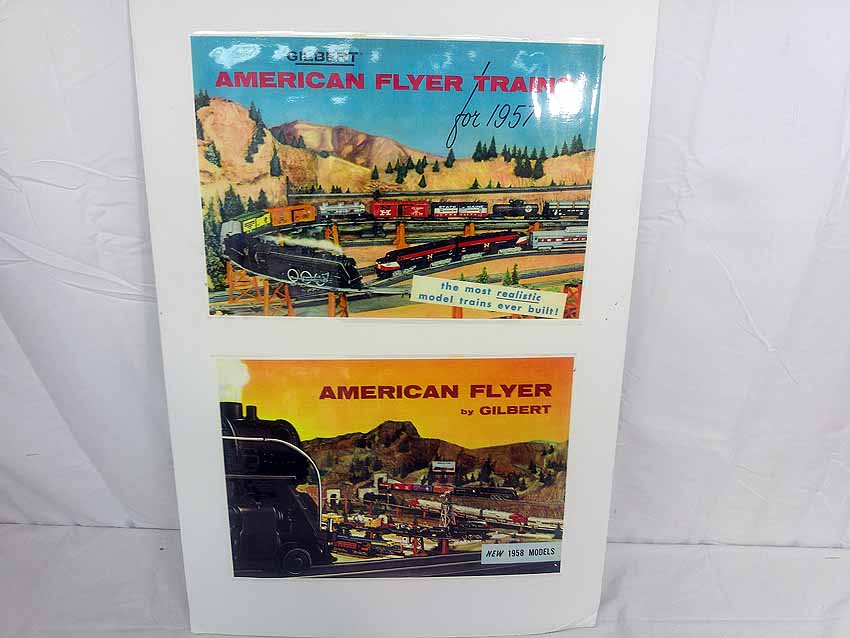 GILBERT
AMERICAN FLYER TRAINS
for 1957
the most realistic
model trains ever built!
AMERICAN FLYER
by GILBERT
NEW 1958 MODELS